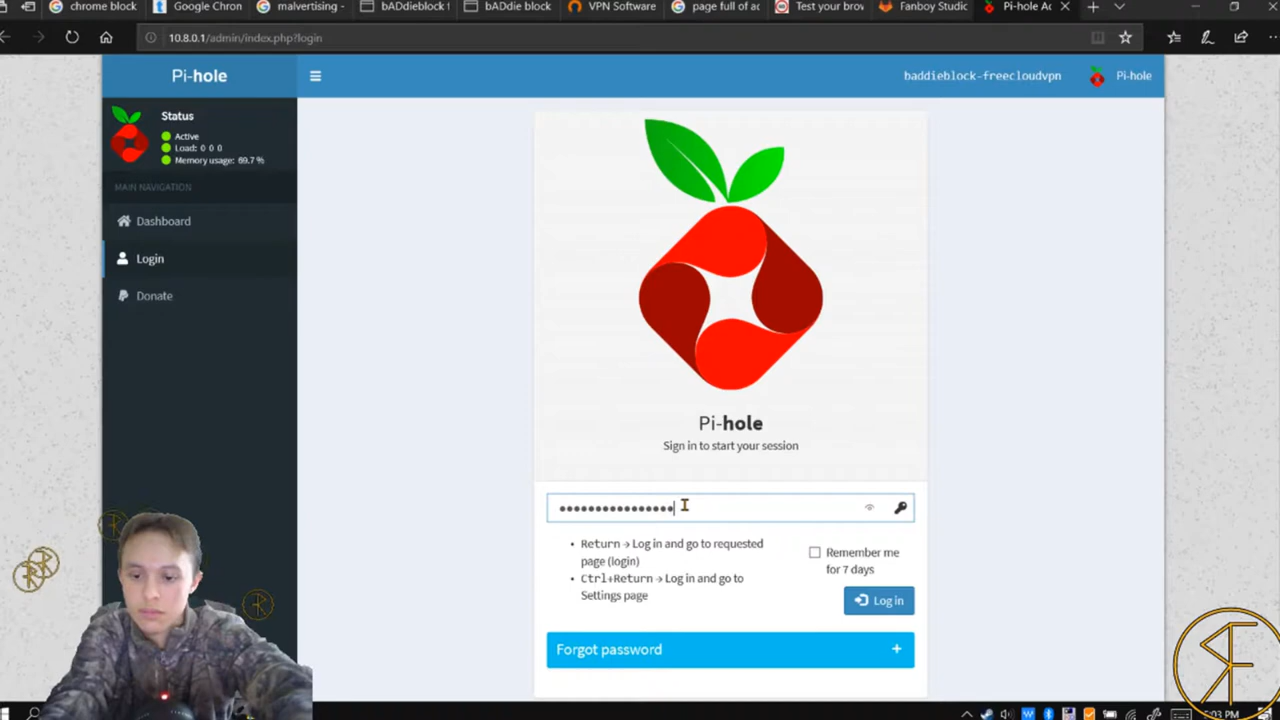 chrome block
Google Chron
malvertising -
bADdieblock t
bADdie block
VPN Software
page full of ac
Test your brow
Fanboy Studic
Pi-hole Ac
10.8.0.1/admin/index.php?login
Pi-hole
baddieblock-freecloudvpn
Pi-hole
Status
Active
Load: 0 0 0
Memory usage: 69.7 %
MAIN NAVIGATION
Dashboard
Login
Donate
Pi-hole
Sign in to start your session
••••••••••••••••
• Return → Log in and go to requested
page (login)
• Ctrl+Return → Log in and go to
Settings page
Remember me
for 7 days
Log in
Forgot password
+
5:03 PM